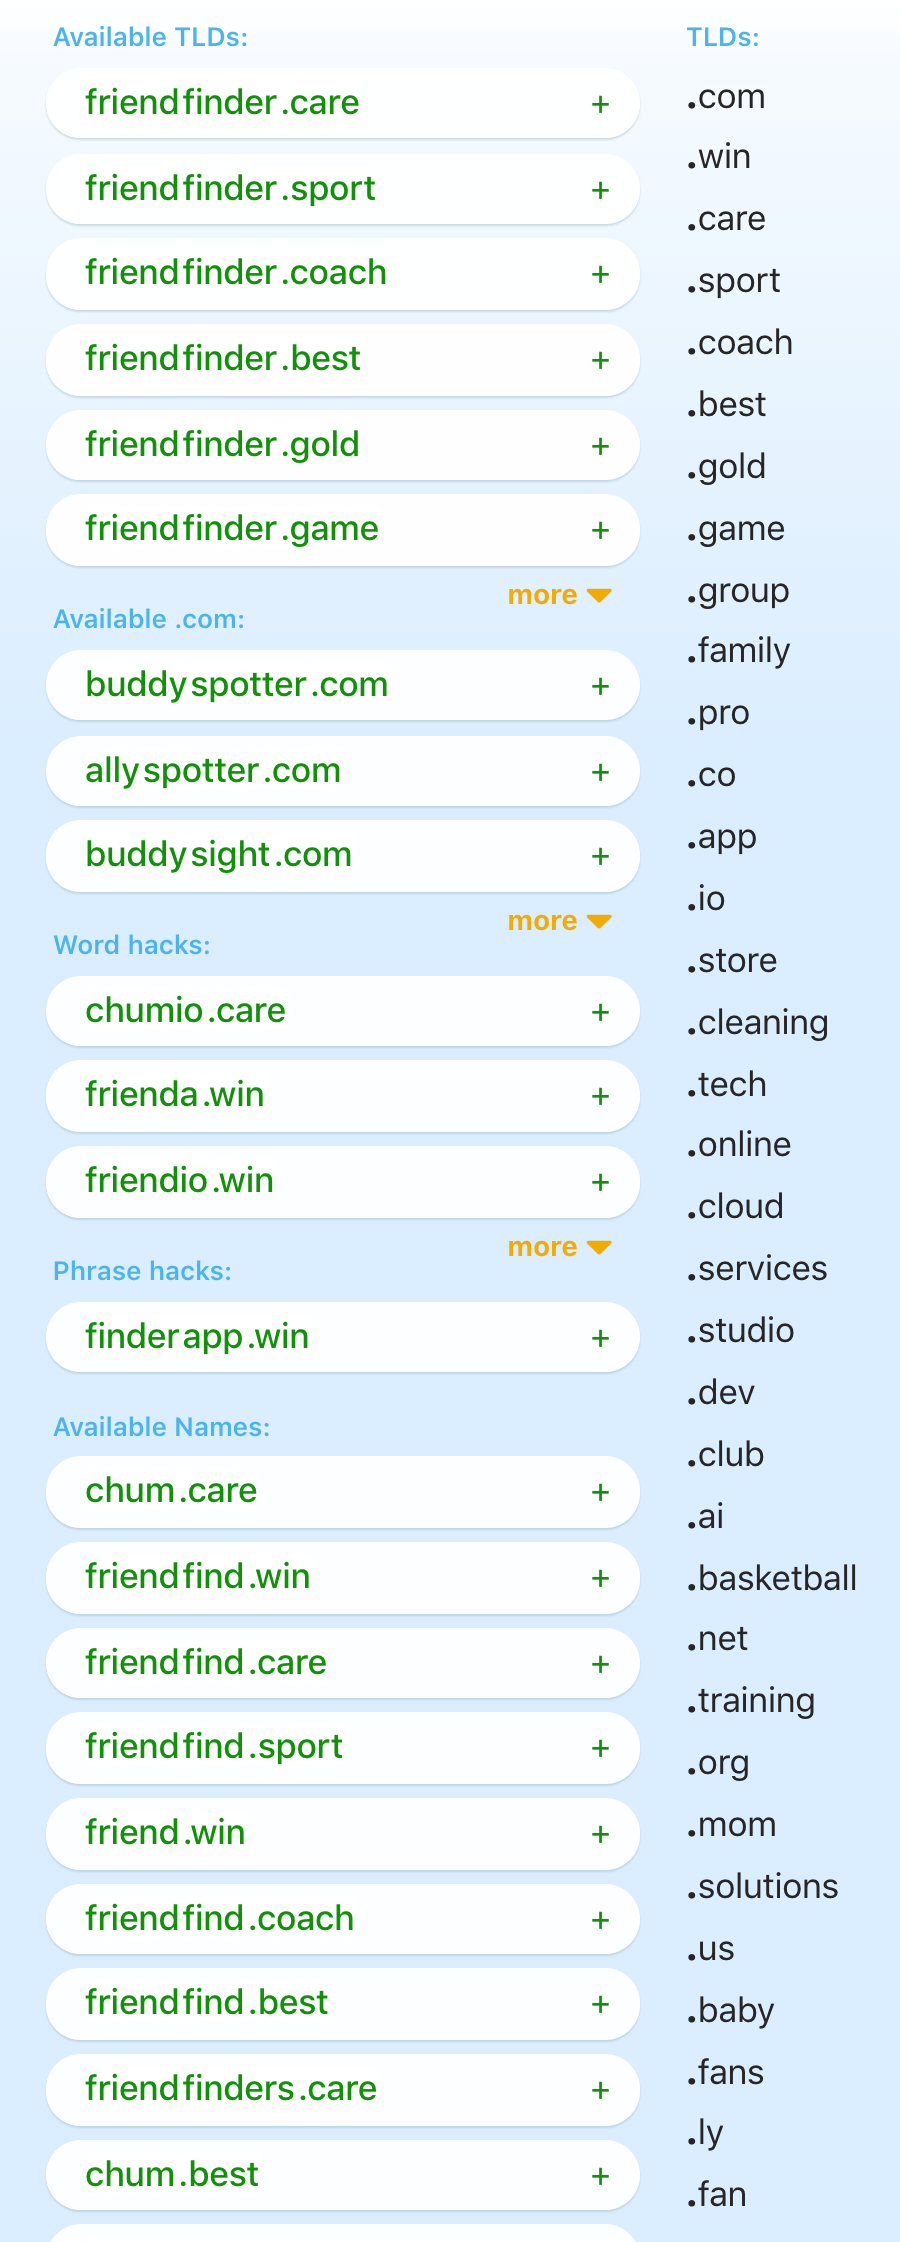 Available TLDs:
friendfinder.care +
friendfinder.sport +
friendfinder.coach +
friendfinder.best +
friendfinder.gold +
friendfinder.game +
more
Available .com:
buddyspotter.com +
allyspotter.com +
buddysight.com +
more
Word hacks:
chumio.care +
frienda.win +
friendio.win +
more
Phrase hacks:
finderapp.win +
Available Names:
chum.care +
friendfind.win +
friendfind.care +
friendfind.sport +
friend.win +
friendfind.coach +
friendfind.best +
friendfinders.care +
chum.best +
TLDs:
.com
.win
.care
.sport
.coach
.best
.gold
.game
.group
.family
.pro
.co
.app
.io
.store
.cleaning
.tech
.online
.cloud
.services
.studio
.dev
.club
.ai
.basketball
.net
.training
.org
.mom
.solutions
.us
.baby
.fans
.ly
.fan